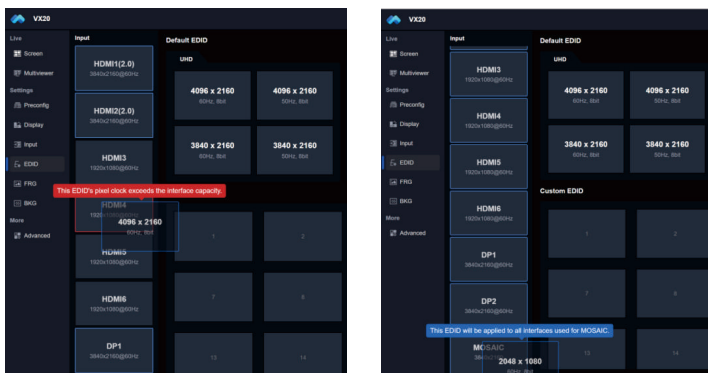 VX20
Live
Screen
Multiviewer
Settings
Preconfig
Display
Input
EDID
FRG
BKG
More
Advanced
Input
HDMI1(2.0)
3840x2160@60Hz
HDMI2(2.0)
3840x2160@60Hz
HDMI3
1920x1080@60Hz
This EDID's pixel clock exceeds the interface capacity.
HDMI4
4096 x 2160
60Hz, 8bit
HDMI5
1920x1080@60Hz
HDMI6
1920x1080@60Hz
DP1
3840x2160@60Hz
Default EDID
UHD
4096 x 2160
60Hz, 8bit
4096 x 2160
50Hz, 8bit
3840 x 2160
60Hz, 8bit
3840 x 2160
50Hz, 8bit
1
2
7
8
13
14
VX20
Live
Screen
Multiviewer
Settings
Preconfig
Display
Input
EDID
FRG
BKG
More
Advanced
Input
HDMI3
1920x1080@60Hz
HDMI4
1920x1080@60Hz
HDMI5
1920x1080@60Hz
HDMI6
1920x1080@60Hz
DP1
3840x2160@60Hz
DP2
3840x2160@60Hz
This EDID will be applied to all interfaces used for MOSAIC.
MOSAIC
2048 x 1080
60Hz, 8bit
Default EDID
UHD
4096 x 2160
60Hz, 8bit
4096 x 2160
50Hz, 8bit
3840 x 2160
60Hz, 8bit
3840 x 2160
50Hz, 8bit
Custom EDID
1
2
7
8
13
14